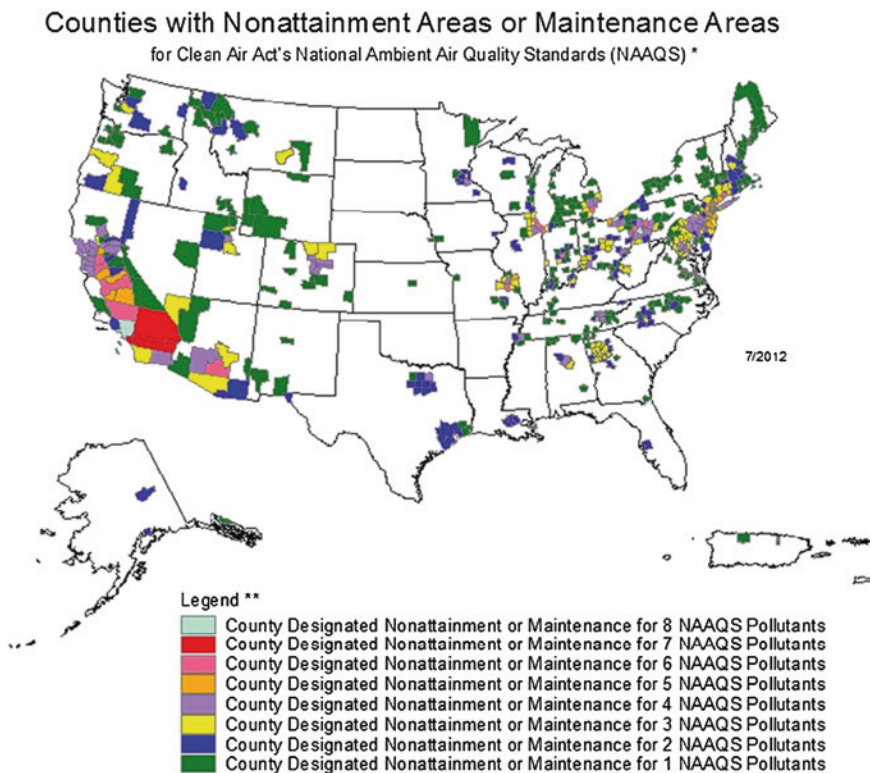 Counties with Nonattainment Areas or Maintenance Areas
for Clean Air Act's National Ambient Air Quality Standards (NAAQS) *
7/2012
Legend **
County Designated Nonattainment or Maintenance for 8 NAAQS Pollutants
County Designated Nonattainment or Maintenance for 7 NAAQS Pollutants
County Designated Nonattainment or Maintenance for 6 NAAQS Pollutants
County Designated Nonattainment or Maintenance for 5 NAAQS Pollutants
County Designated Nonattainment or Maintenance for 4 NAAQS Pollutants
County Designated Nonattainment or Maintenance for 3 NAAQS Pollutants
County Designated Nonattainment or Maintenance for 2 NAAQS Pollutants
County Designated Nonattainment or Maintenance for 1 NAAQS Pollutants